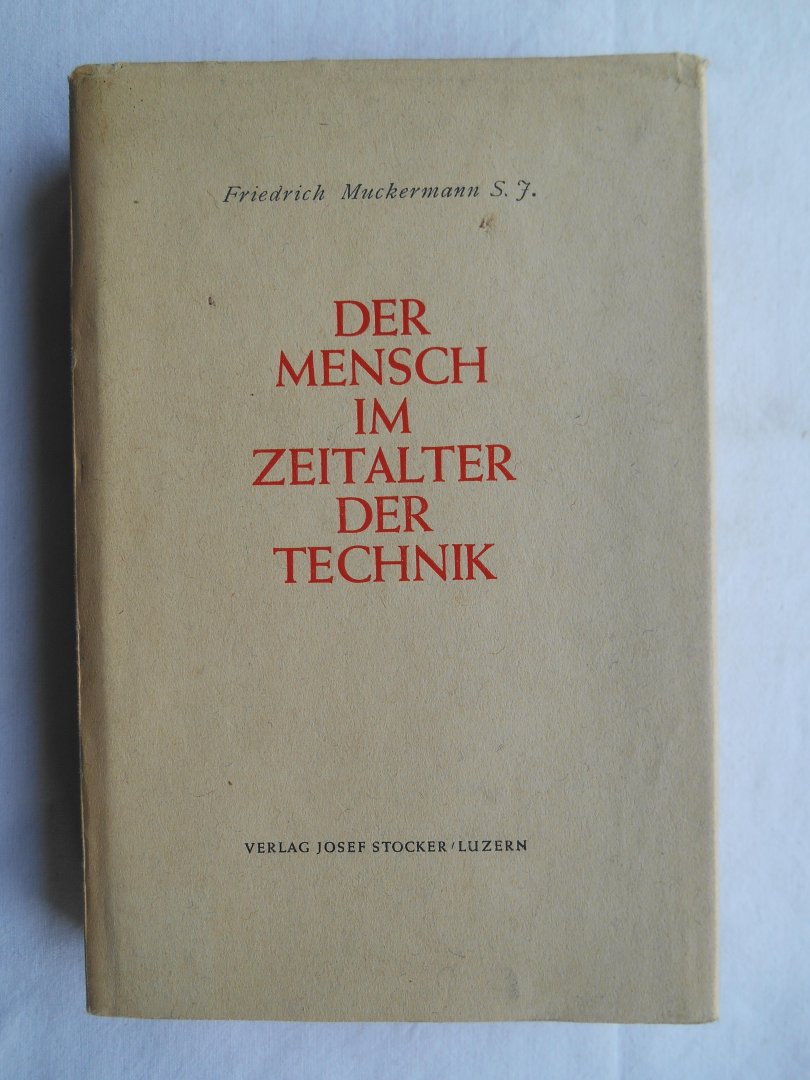 Friedrich Muckermann S. J.
DER
MENSCH
IM
ZEITALTER
DER
TECHNIK
VERLAG JOSEF STOCKER/LUZERN